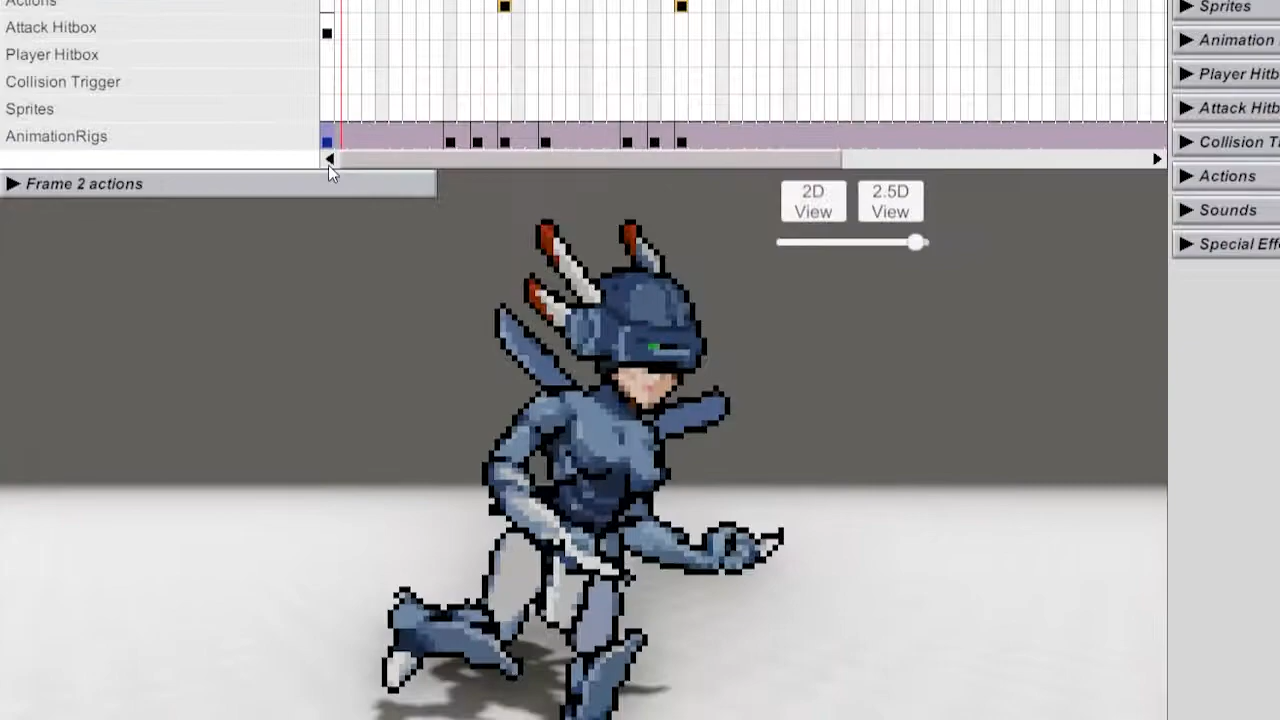 Actions
Attack Hitbox
Player Hitbox
Collision Trigger
Sprites
AnimationRigs
Frame 2 actions
2D
View
2.5D
View
Sprites
Animation
Player Hitb
Attack Hitb
Collision T
Actions
Sounds
Special Eff